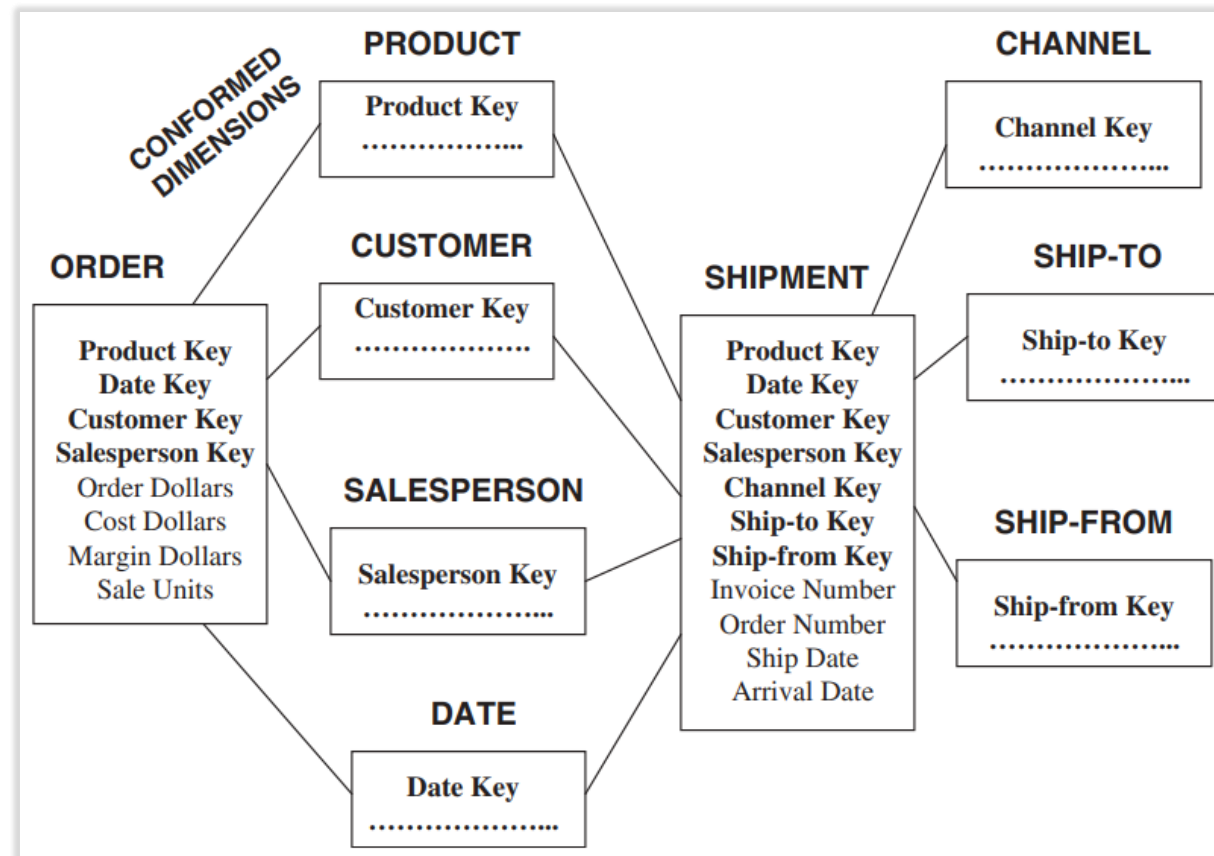 CONFORMED
DIMENSIONS
PRODUCT
Product Key
……………...
CUSTOMER
Customer Key
……………….
SALESPERSON
Salesperson Key
………………...
DATE
Date Key
………………...
ORDER
Product Key
Date Key
Customer Key
Salesperson Key
Order Dollars
Cost Dollars
Margin Dollars
Sale Units
SHIPMENT
Product Key
Date Key
Customer Key
Salesperson Key
Channel Key
Ship-to Key
Ship-from Key
Invoice Number
Order Number
Ship Date
Arrival Date
CHANNEL
Channel Key
………………...
SHIP-TO
Ship-to Key
………………...
SHIP-FROM
Ship-from Key
………………...